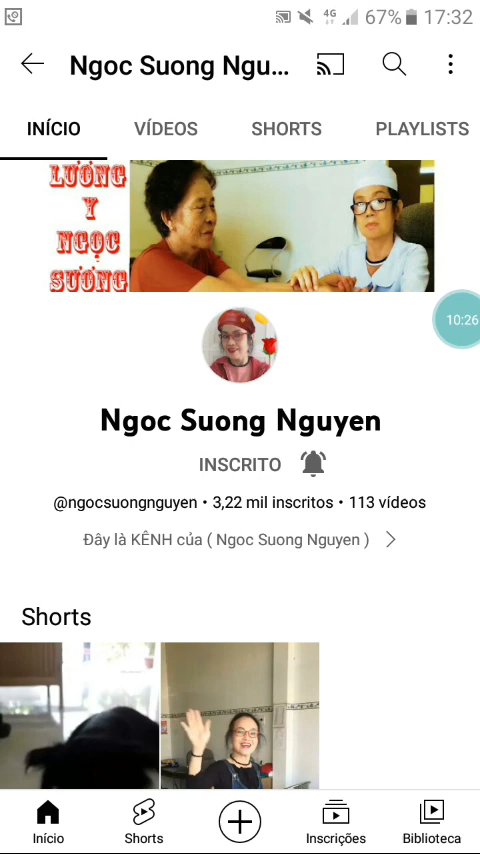 4G
67% 17:32
Ngoc Suong Ngu...
INÍCIO VÍDEOS SHORTS PLAYLISTS
LƯƠNG
Y
NGỌC
SƯƠNG
10:26
Ngoc Suong Nguyen
INSCRITO
@ngocsuongnguyen • 3,22 mil inscritos • 113 vídeos
Đây là KÊNH của ( Ngoc Suong Nguyen )
Shorts
Início Shorts Inscrições Biblioteca